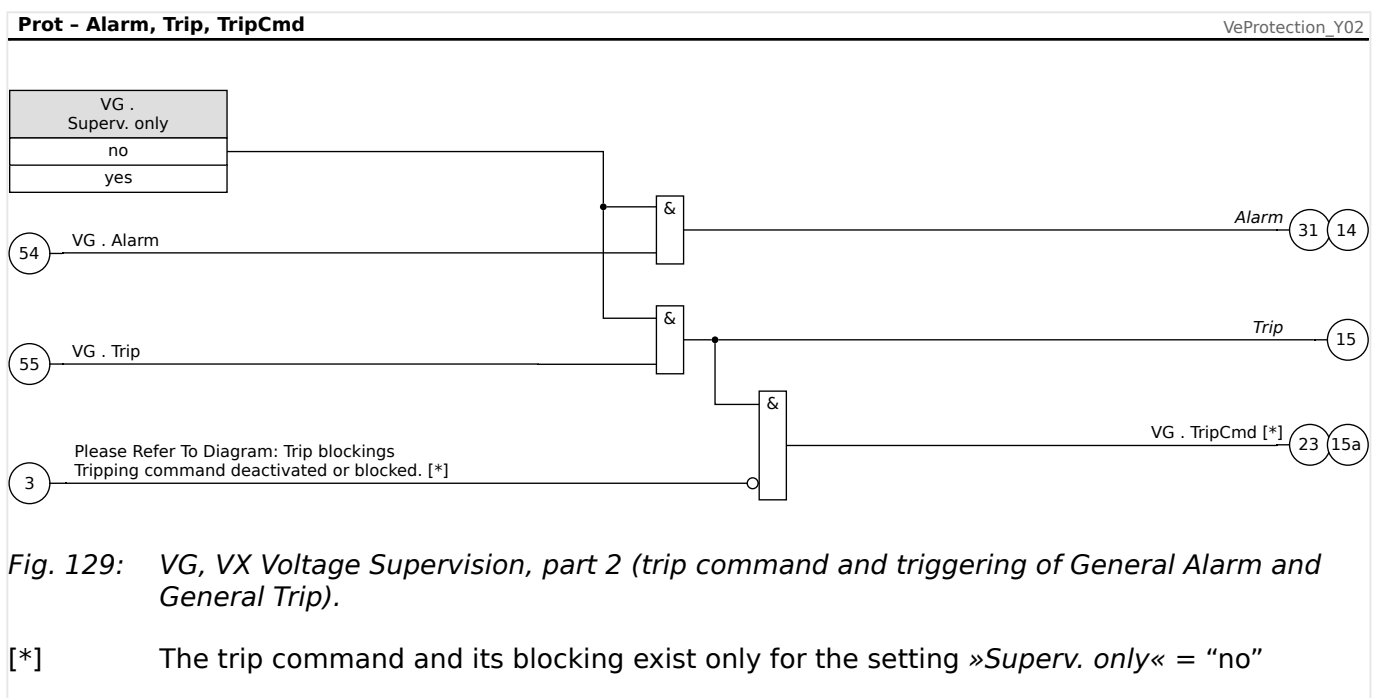 Prot – Alarm, Trip, TripCmd
VeProtection_Y02
VG .
Superv. only
no
yes
&
Alarm
31
14
54
VG . Alarm
&
Trip
15
55
VG . Trip
&
VG . TripCmd [*]
23
15a
Please Refer To Diagram: Trip blockings
Tripping command deactivated or blocked. [*]
3
Fig. 129: VG, VX Voltage Supervision, part 2 (trip command and triggering of General Alarm and
General Trip).
[*] The trip command and its blocking exist only for the setting »Superv. only« = “no”